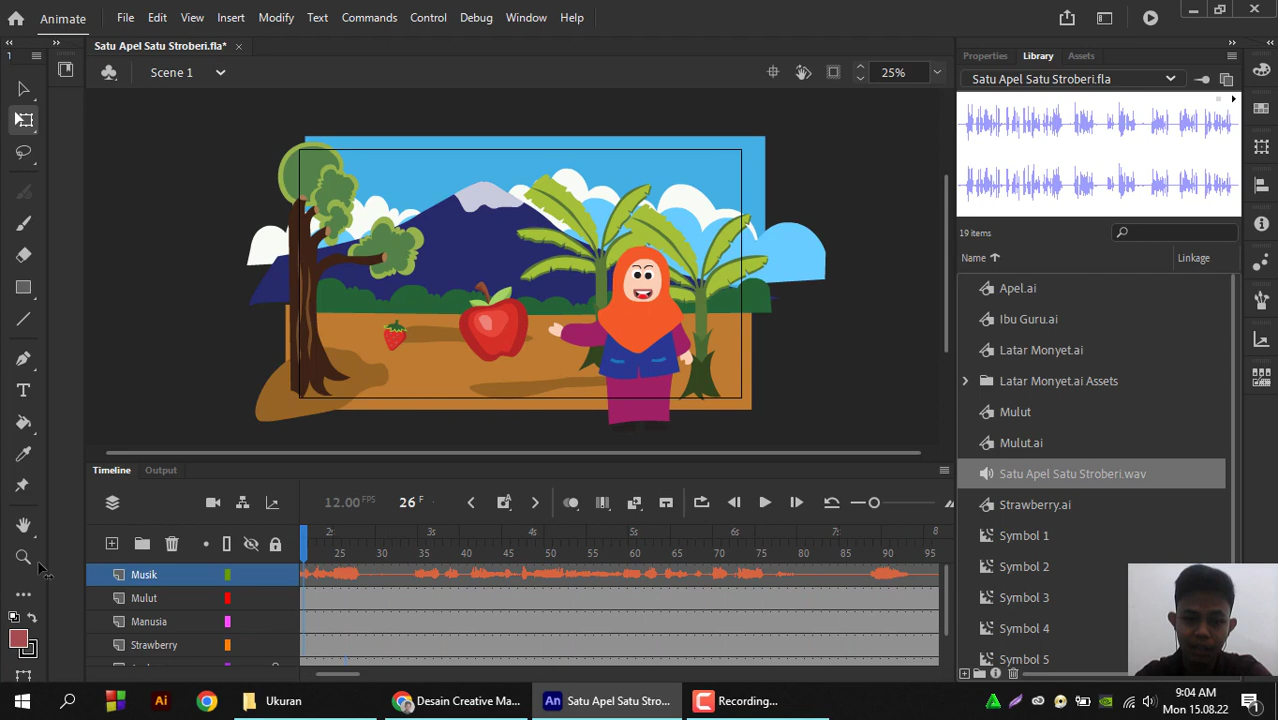 Animate File Edit View Insert Modify Text Commands Control Debug Window Help
1
Satu Apel Satu Stroberi.fla*
Scene 1 25%
Properties Library Assets
Satu Apel Satu Stroberi.fla
19 items
Name Linkage
Apel.ai
Ibu Guru.ai
Latar Monyet.ai
Latar Monyet.ai Assets
Mulut
Mulut.ai
Satu Apel Satu Stroberi.wav
Strawberry.ai
Symbol 1
Symbol 2
Symbol 3
Symbol 4
Symbol 5
Timeline Output
12.00 FPS 26 F
2s 3s 4s 5s 6s 7s 8
25 30 35 40 45 50 55 60 65 70 75 80 85 90 95
Musik
Mulut
Manusia
Strawberry
Ai Ukuran Desain Creative Ma... An Satu Apel Satu Stro... Recording...
9:04 AM
Mon 15.08.22